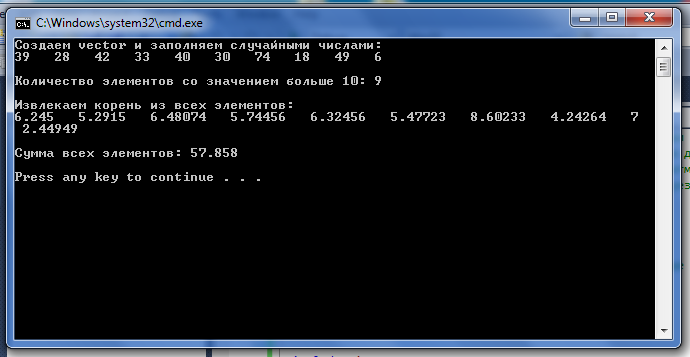 C:\Windows\system32\cmd.exe
Создаем vector и заполняем случайными числами:
39 28 42 33 40 30 74 18 49 6
Количество элементов со значением больше 10: 9
Извлекаем корень из всех элементов:
6.245 5.2915 6.48074 5.74456 6.32456 5.47723 8.60233 4.24264 7
2.44949
Сумма всех элементов: 57.858
Press any key to continue . . .